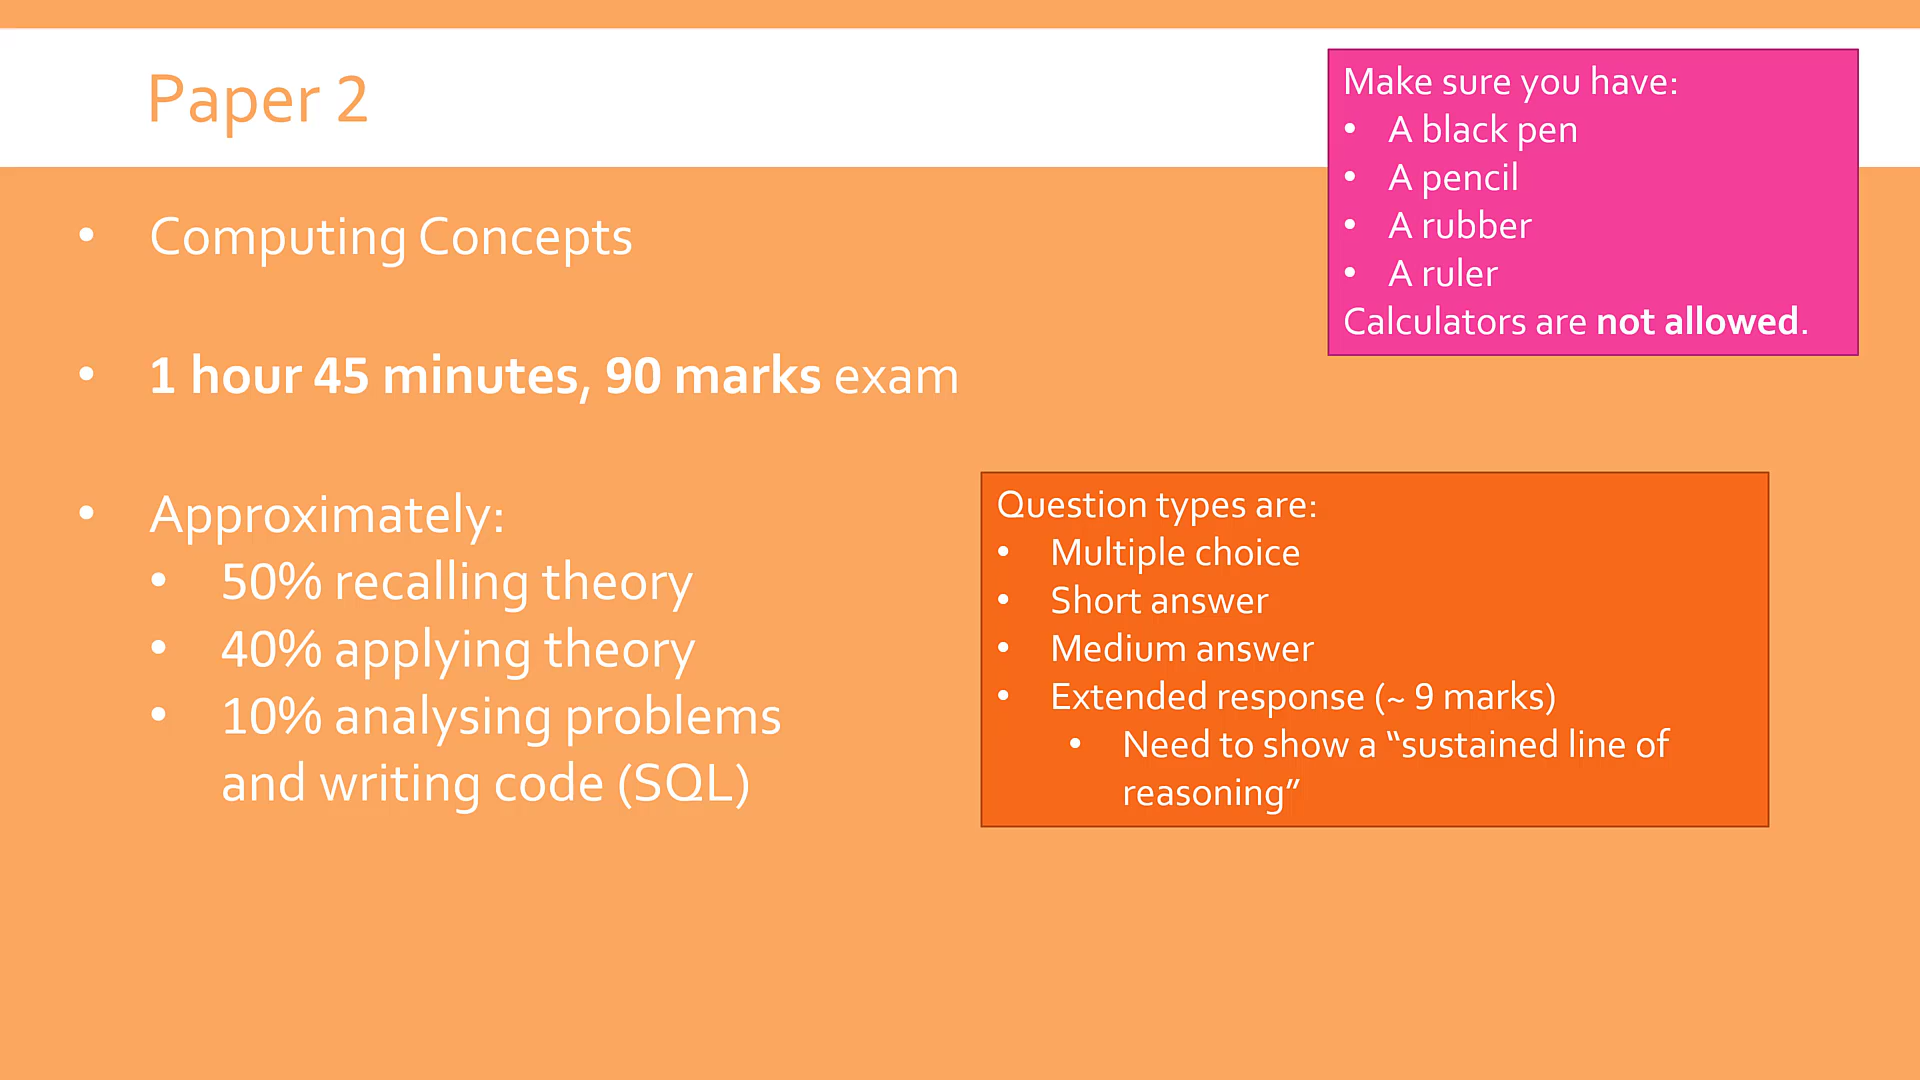 Paper 2
Make sure you have:
• A black pen
• A pencil
• A rubber
• A ruler
Calculators are not allowed.
• Computing Concepts
• 1 hour 45 minutes, 90 marks exam
• Approximately:
• 50% recalling theory
• 40% applying theory
• 10% analysing problems
and writing code (SQL)
Question types are:
• Multiple choice
• Short answer
• Medium answer
• Extended response (~ 9 marks)
• Need to show a “sustained line of
reasoning”